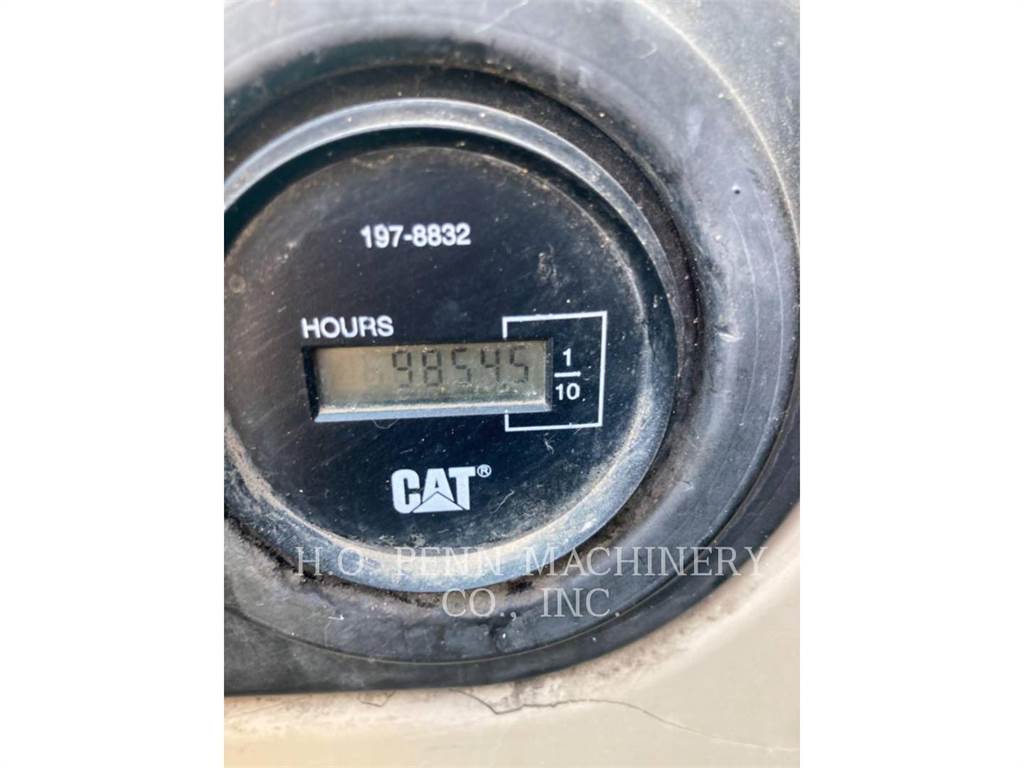 197-8832
HOURS
98545
1
10
CAT®
H.O. PENN MACHINERY
CO., INC.